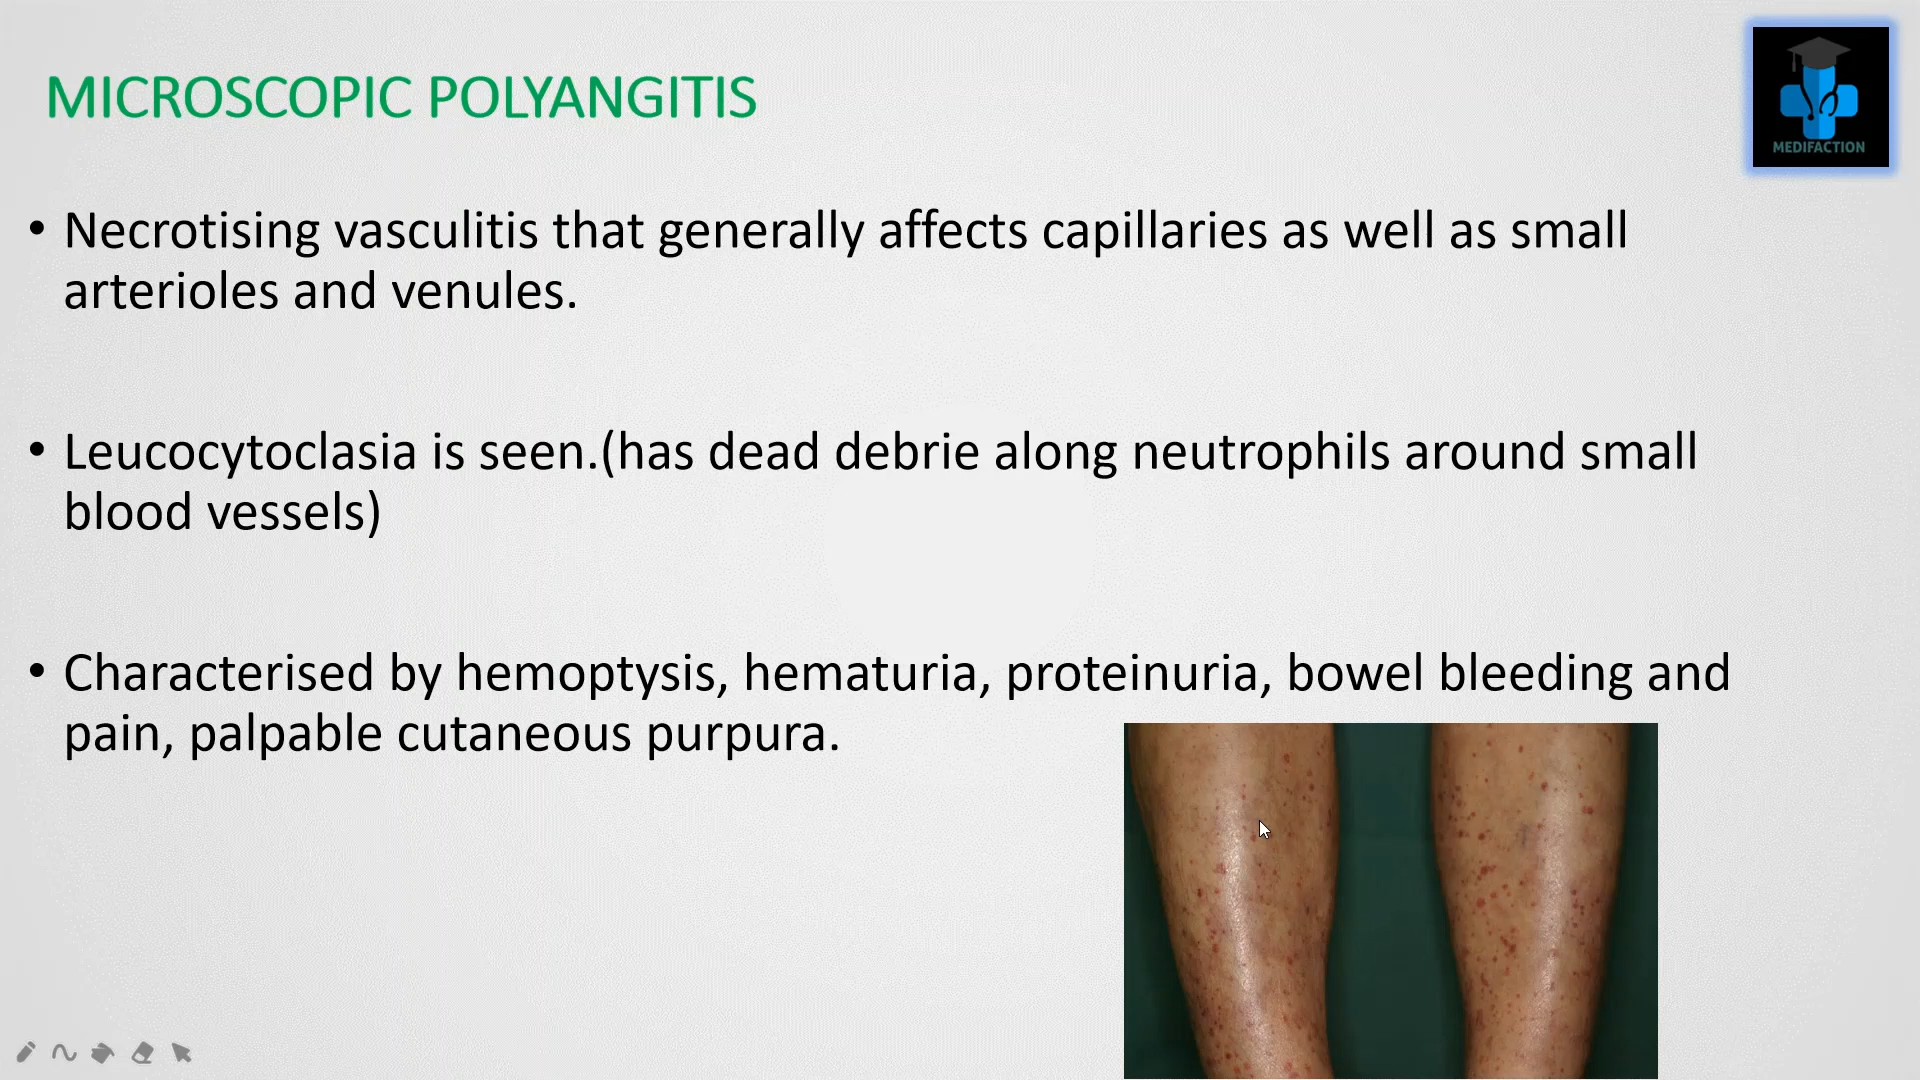 MICROSCOPIC POLYANGITIS
MEDIFACTION
• Necrotising vasculitis that generally affects capillaries as well as small
arterioles and venules.
• Leucocytoclasia is seen.(has dead debrie along neutrophils around small
blood vessels)
• Characterised by hemoptysis, hematuria, proteinuria, bowel bleeding and
pain, palpable cutaneous purpura.